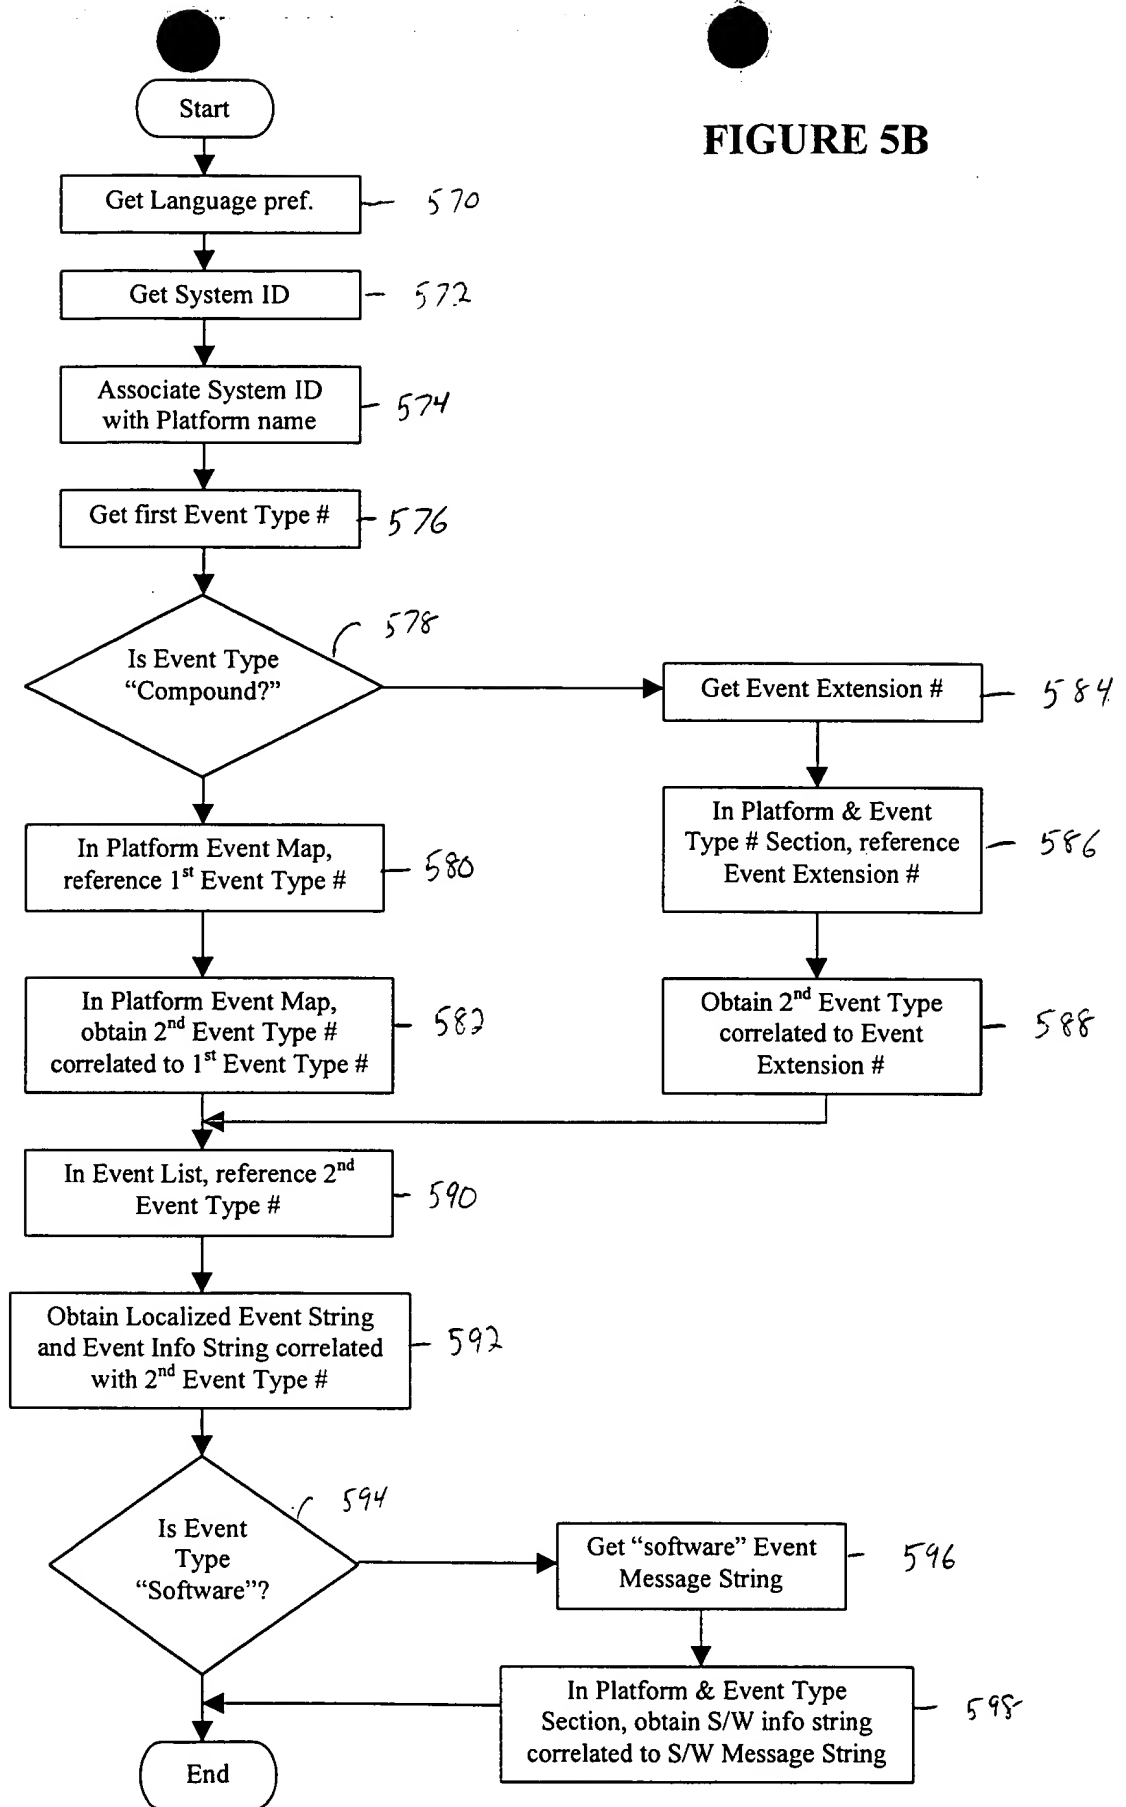 Start
FIGURE 5B
Get Language pref.
570
Get System ID
572
Associate System ID
with Platform name
574
Get first Event Type #
576
578
Is Event Type
“Compound?”
Get Event Extension #
584
In Platform Event Map,
reference 1st Event Type #
580
In Platform & Event
Type # Section, reference
Event Extension #
586
In Platform Event Map,
obtain 2nd Event Type #
correlated to 1st Event Type #
582
Obtain 2nd Event Type
correlated to Event
Extension #
588
In Event List, reference 2nd
Event Type #
590
Obtain Localized Event String
and Event Info String correlated
with 2nd Event Type #
592
594
Is Event
Type
“Software”?
Get “software” Event
Message String
596
In Platform & Event Type
Section, obtain S/W info string
correlated to S/W Message String
598
End